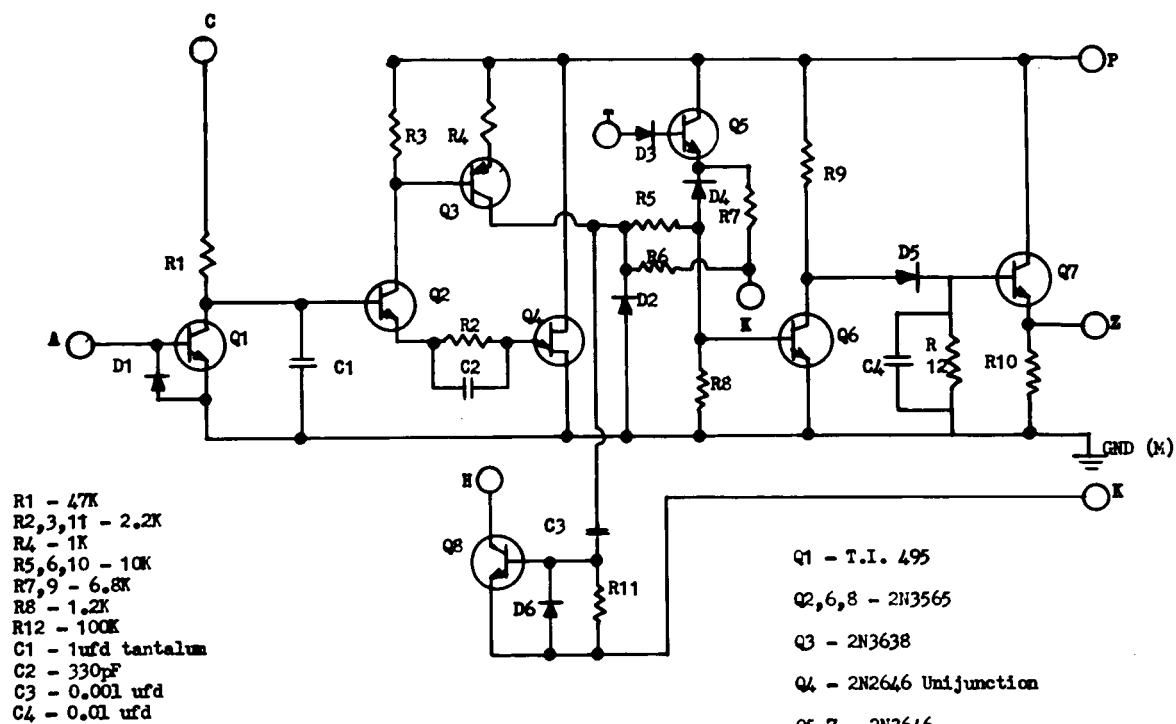 C
P
R3
R4
T
Q5
D3
R9
Q3
R5
D4
R7
R1
R6
D5
Q7
Q2
Q4
D2
K
A
Q1
R2
Q6
Z
D1
C1
C2
R8
C4
R
12
R10
GND (M)
H
K
R1 - 47K
R2,3,11 - 2.2K
C3
Q8
R4 - 1K
Q1 - T.I. 495
R5,6,10 - 10K
R11
D6
R7,9 - 6.8K
Q2,6,8 - 2N3565
R8 - 1.2K
R12 - 100K
Q3 - 2N3638
C1 - 1ufd tantalum
C2 - 330pF
Q4 - 2N2646 Unijunction
C3 - 0.001 ufd
C4 - 0.01 ufd